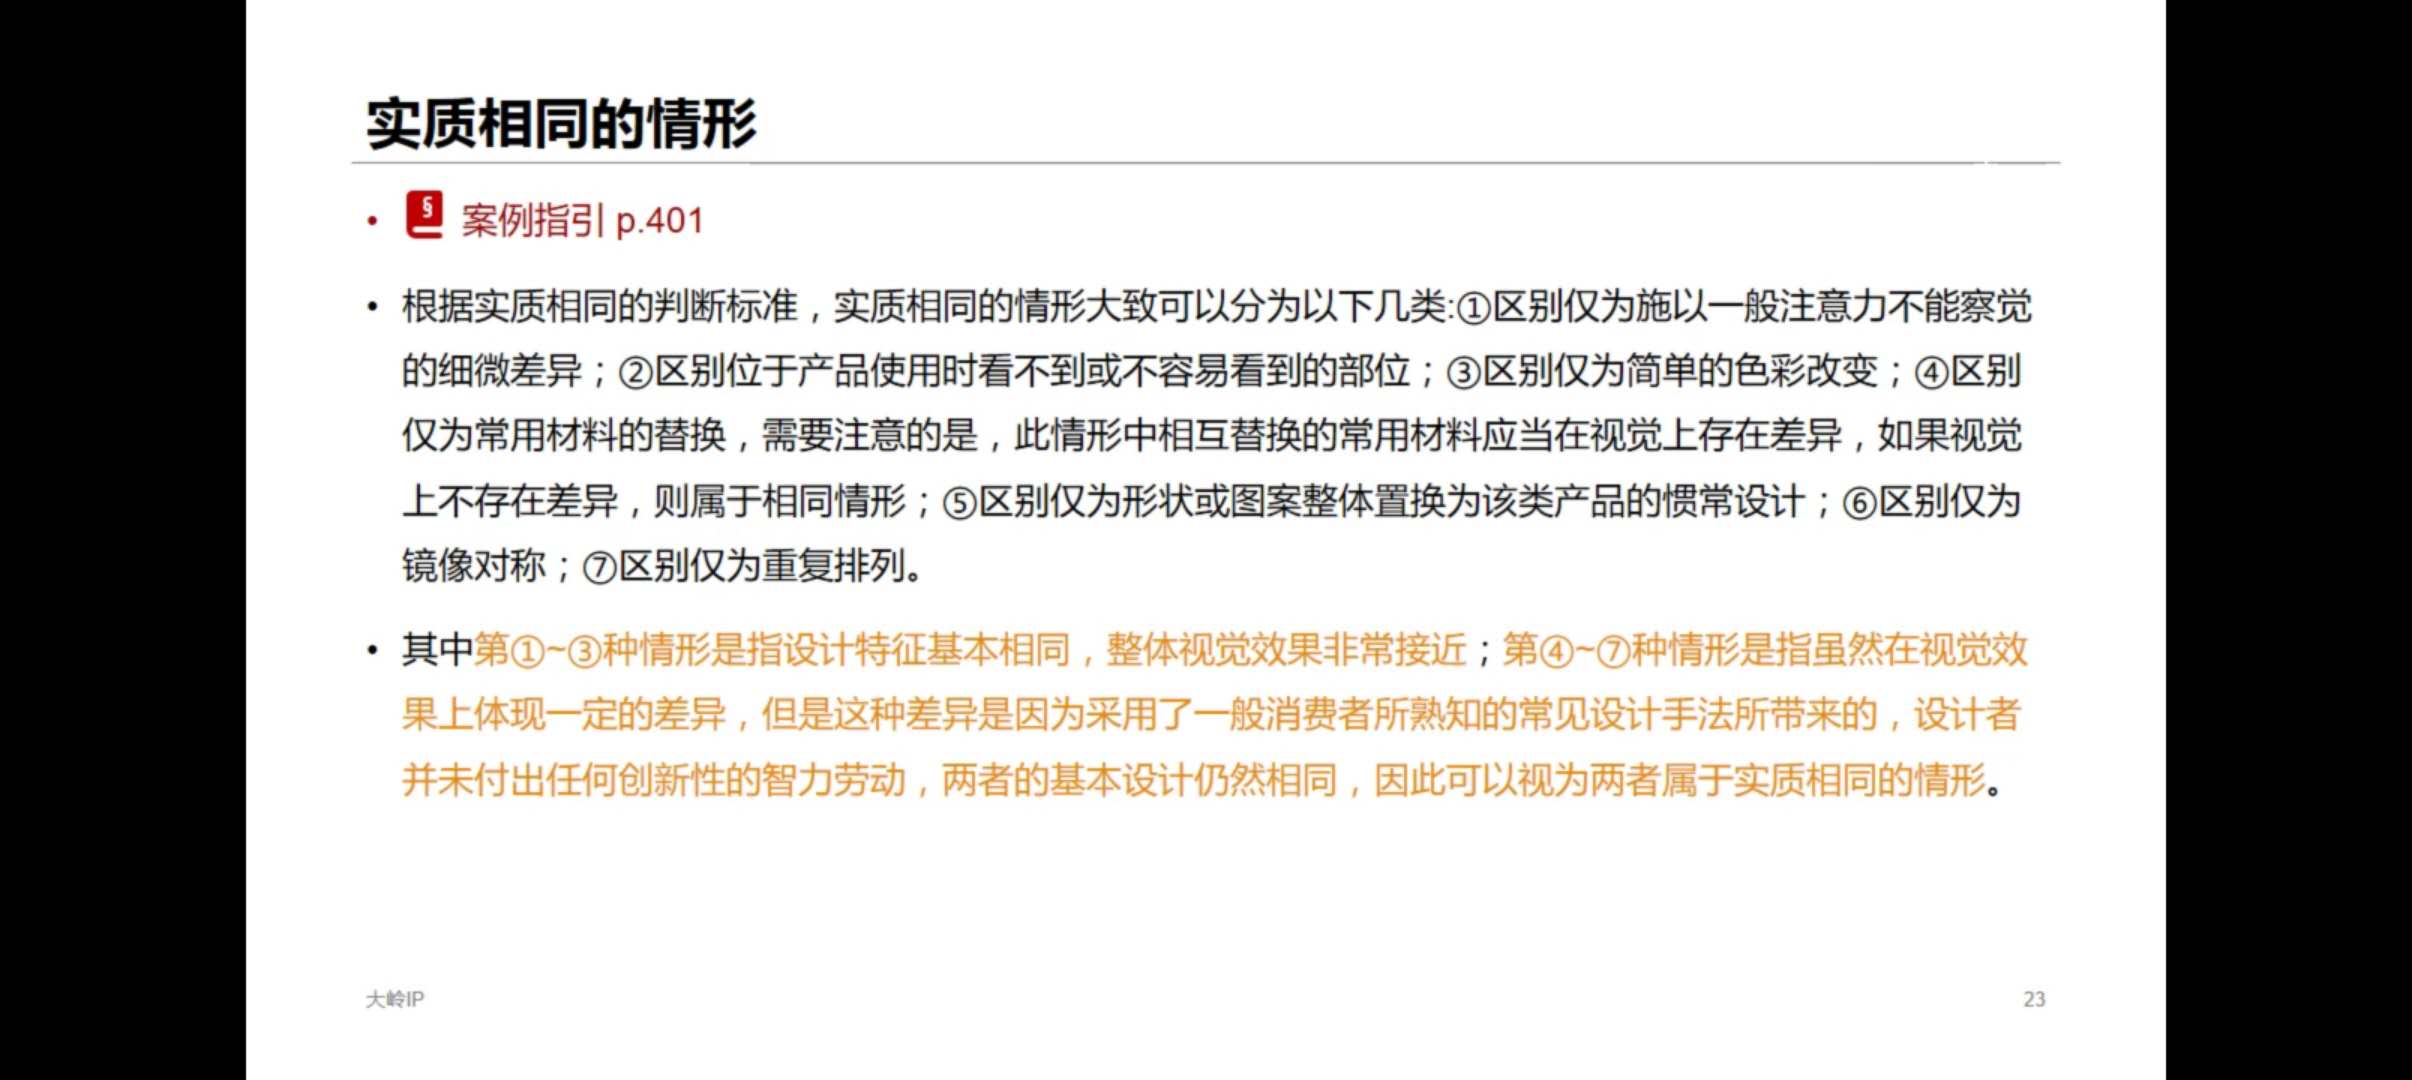 实质相同的情形
• § 案例指引 p.401
• 根据实质相同的判断标准，实质相同的情形大致可以分为以下几类:①区别仅为施以一般注意力不能察觉
的细微差异；②区别位于产品使用时看不到或不容易看到的部位；③区别仅为简单的色彩改变；④区别
仅为常用材料的替换，需要注意的是，此情形中相互替换的常用材料应当在视觉上存在差异，如果视觉
上不存在差异，则属于相同情形；⑤区别仅为形状或图案整体置换为该类产品的惯常设计；⑥区别仅为
镜像对称；⑦区别仅为重复排列。
• 其中第①~③种情形是指设计特征基本相同，整体视觉效果非常接近；第④~⑦种情形是指虽然在视觉效
果上体现一定的差异，但是这种差异是因为采用了一般消费者所熟知的常见设计手法所带来的，设计者
并未付出任何创新性的智力劳动，两者的基本设计仍然相同，因此可以视为两者属于实质相同的情形。
大岭IP
23